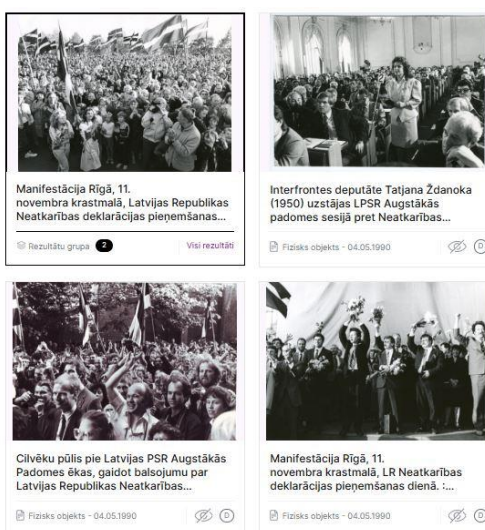 Manifestācija Rīgā, 11.
novembra krastmalā, Latvijas Republikas
Neatkarības deklarācijas pieņemšanas...
Rezultātu grupa 2 Visi rezultāti
Interfrontes deputāte Tatjana Ždanoka
(1950) uzstājas LPSR Augstākās
padomes sesijā pret Neatkarības...
Fizisks objekts - 04.05.1990 D
Cilvēku pūlis pie Latvijas PSR Augstākās
Padomes ēkas, gaidot balsojumu par
Latvijas Republikas Neatkarības...
Fizisks objekts - 04.05.1990 D
Manifestācija Rīgā, 11.
novembra krastmalā, LR Neatkarības
deklarācijas pieņemšanas dienā. :...
Fizisks objekts - 04.05.1990 D